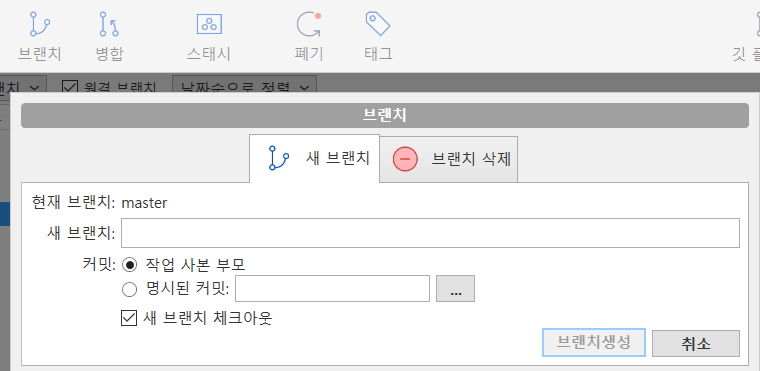 브랜치 병합 스태시 폐기 태그 깃 플
원격 브랜치 날짜순으로 정렬
브랜치
새 브랜치 브랜치 삭제
현재 브랜치: master
새 브랜치:
커밋: 작업 사본 부모
명시된 커밋: ...
새 브랜치 체크아웃
브랜치생성 취소